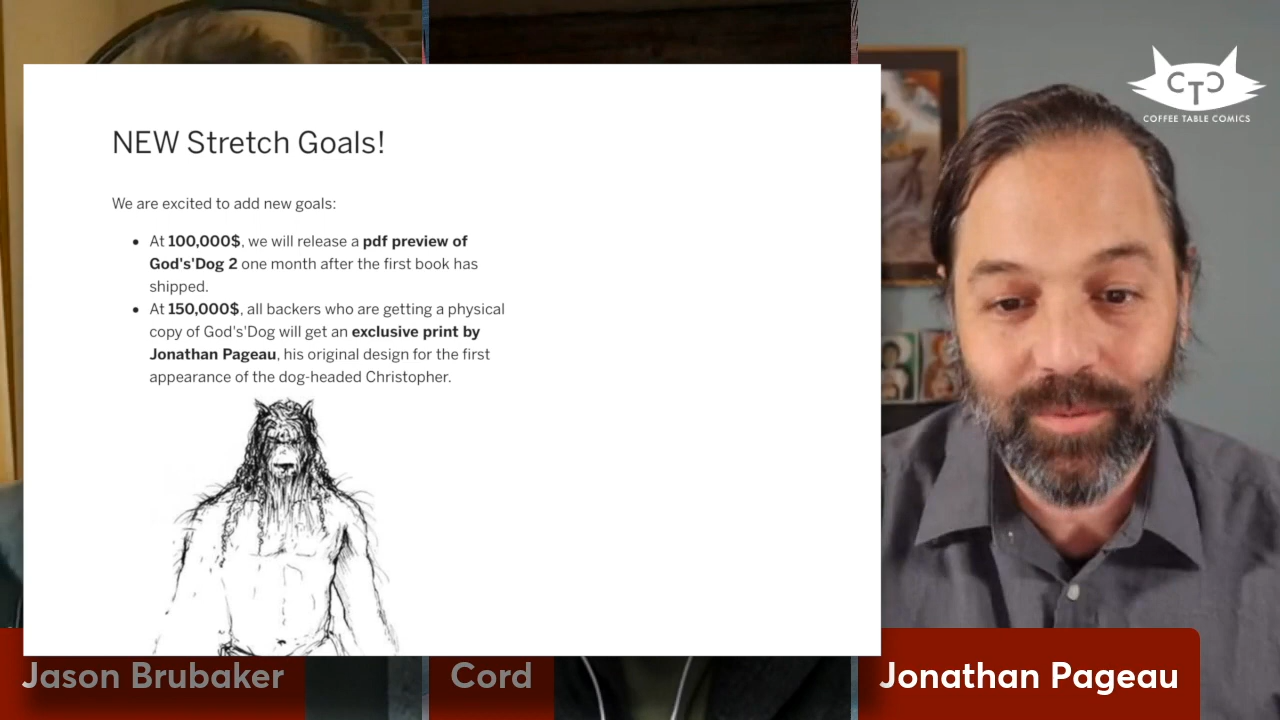 NEW Stretch Goals!
We are excited to add new goals:
At 100,000$, we will release a pdf preview of
God's'Dog 2 one month after the first book has
shipped.
At 150,000$, all backers who are getting a physical
copy of God's'Dog will get an exclusive print by
Jonathan Pageau, his original design for the first
appearance of the dog-headed Christopher.
CTC
COFFEE TABLE COMICS
Jason Brubaker
Cord
Jonathan Pageau